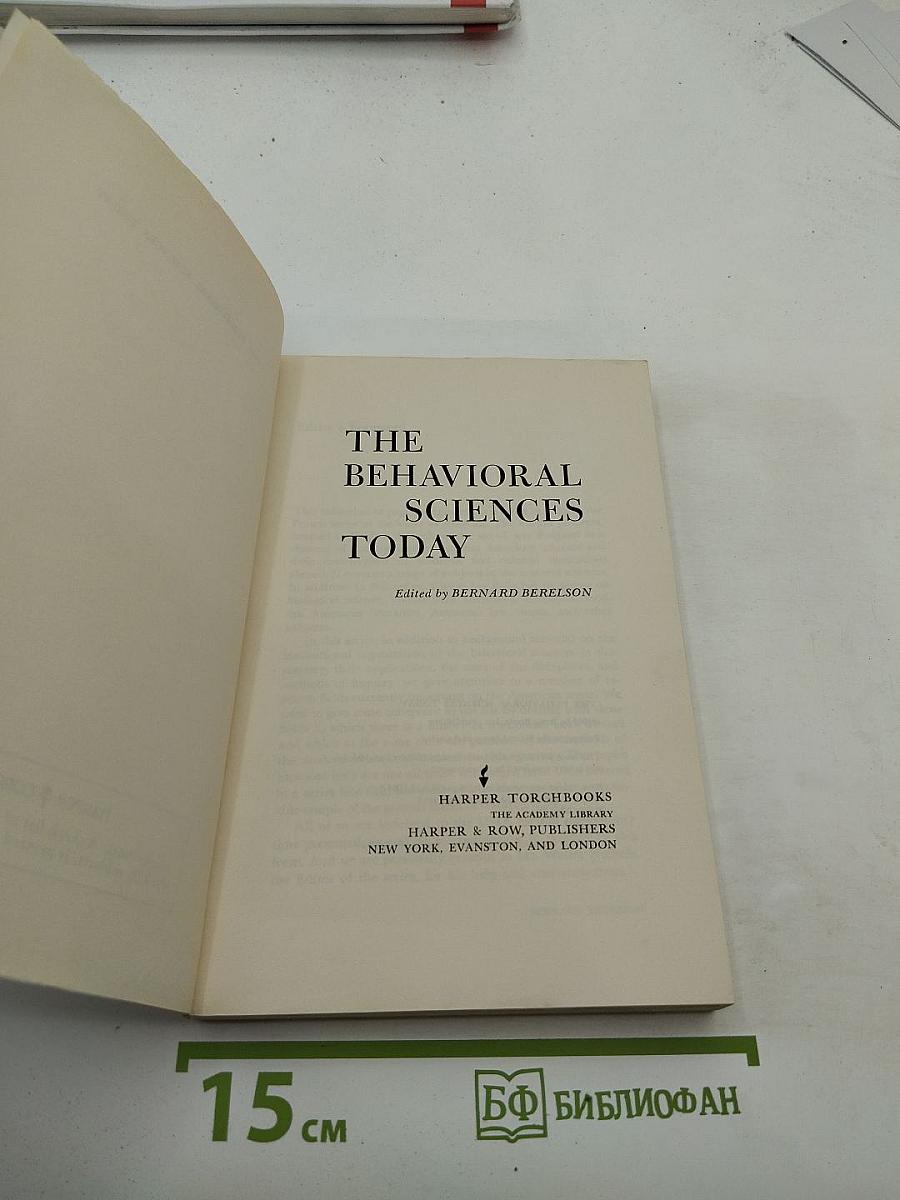 THE
BEHAVIORAL
SCIENCES
TODAY
Edited by BERNARD BERELSON
HARPER TORCHBOOKS
THE ACADEMY LIBRARY
HARPER & ROW, PUBLISHERS
NEW YORK, EVANSTON, AND LONDON
15 см
БФ БИБЛИОФАН